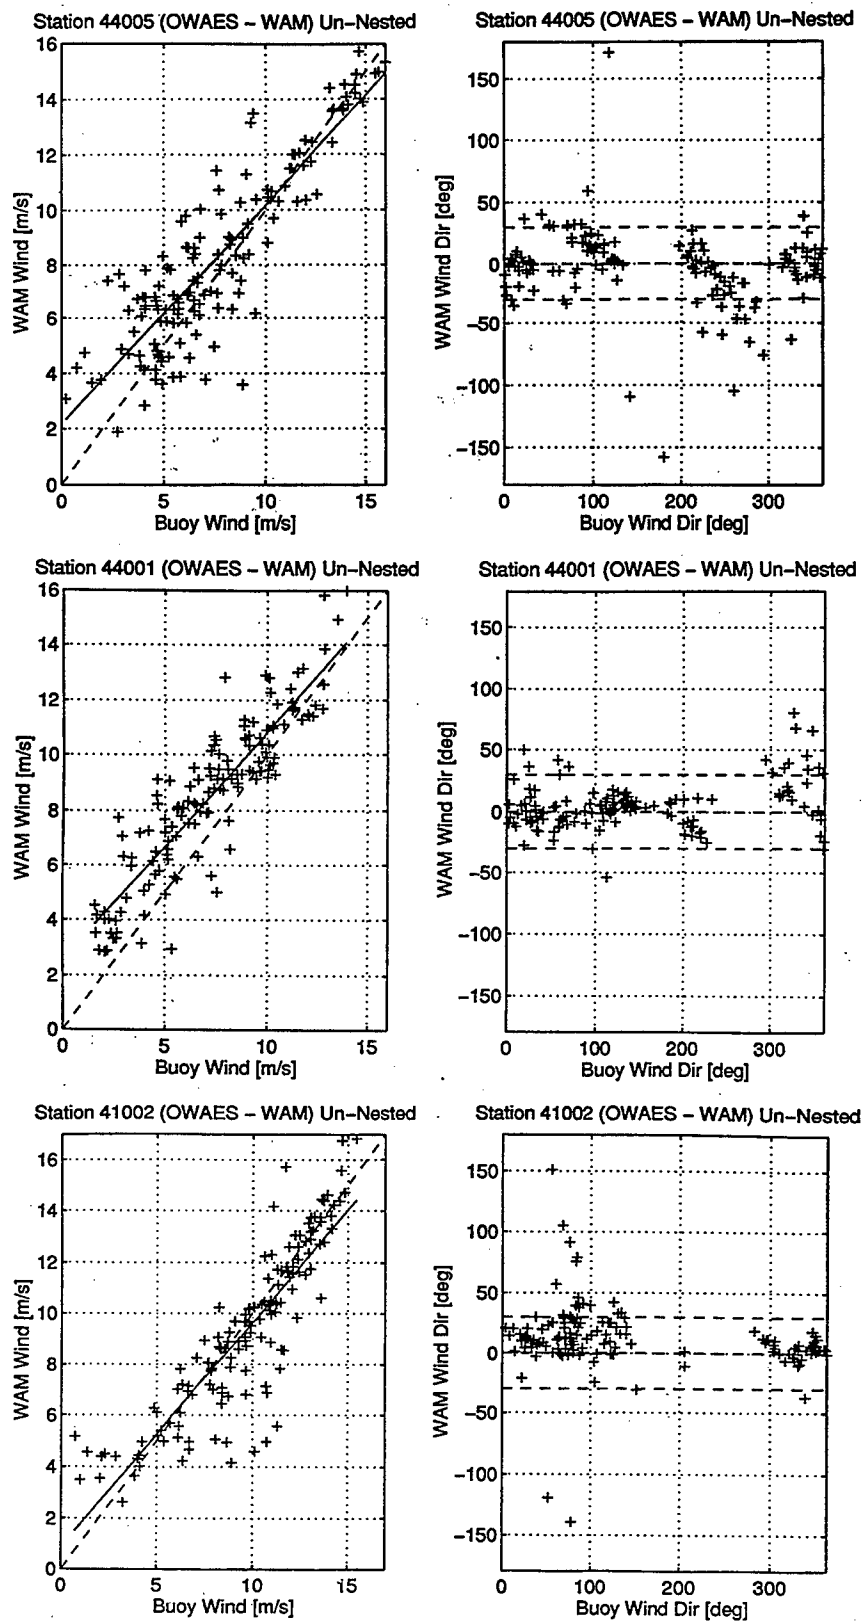 Station 44005 (OWAES – WAM) Un–Nested
16
14
12
10
8
6
4
2
0
WAM Wind [m/s]
0 5 10 15
Buoy Wind [m/s]
Station 44005 (OWAES – WAM) Un–Nested
150
100
50
0
−50
−100
−150
WAM Wind Dir [deg]
0 100 200 300
Buoy Wind Dir [deg]
Station 44001 (OWAES – WAM) Un–Nested
16
14
12
10
8
6
4
2
0
WAM Wind [m/s]
0 5 10 15
Buoy Wind [m/s]
Station 44001 (OWAES – WAM) Un–Nested
150
100
50
0
−50
−100
−150
WAM Wind Dir [deg]
0 100 200 300
Buoy Wind Dir [deg]
Station 41002 (OWAES – WAM) Un–Nested
16
14
12
10
8
6
4
2
0
WAM Wind [m/s]
0 5 10 15
Buoy Wind [m/s]
Station 41002 (OWAES – WAM) Un–Nested
150
100
50
0
−50
−100
−150
WAM Wind Dir [deg]
0 100 200 300
Buoy Wind Dir [deg]